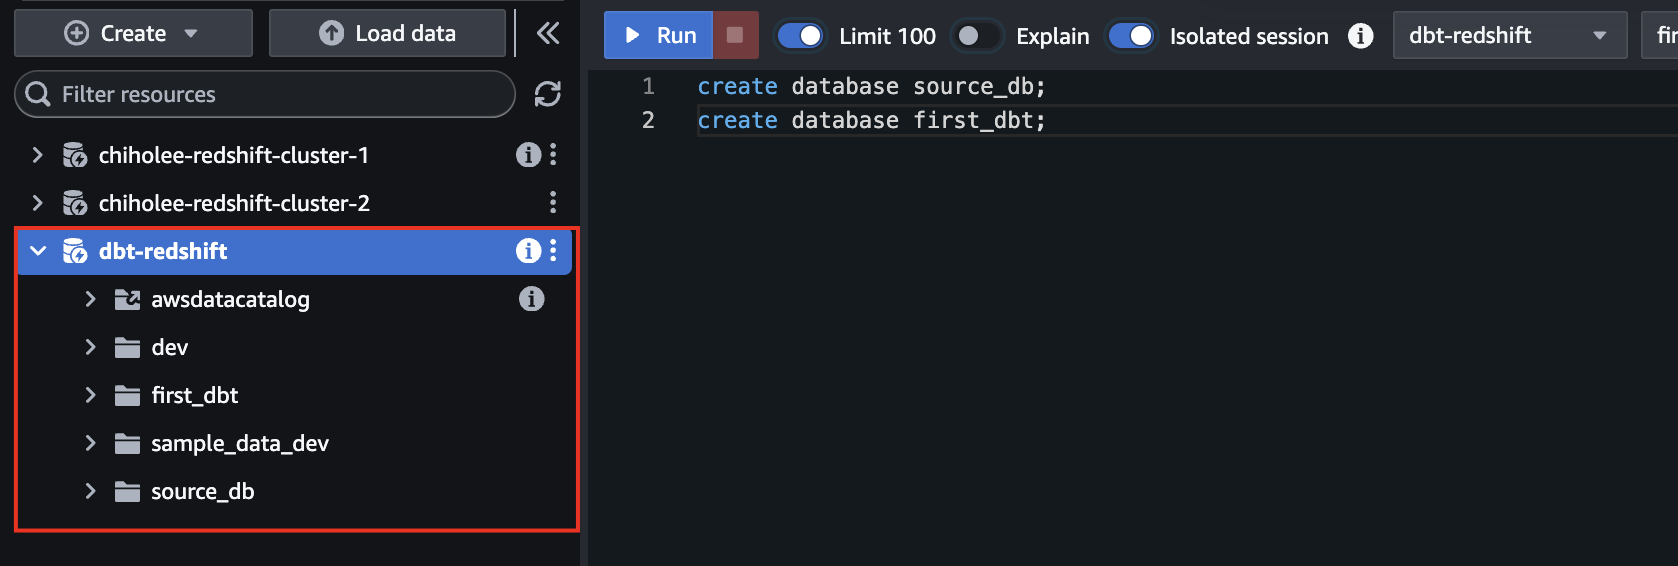 Create
Load data
Run
Limit 100
Explain
Isolated session
dbt-redshift
Filter resources
1 create database source_db;
2 create database first_dbt;
chiholee-redshift-cluster-1
chiholee-redshift-cluster-2
dbt-redshift
awsdatacatalog
dev
first_dbt
sample_data_dev
source_db